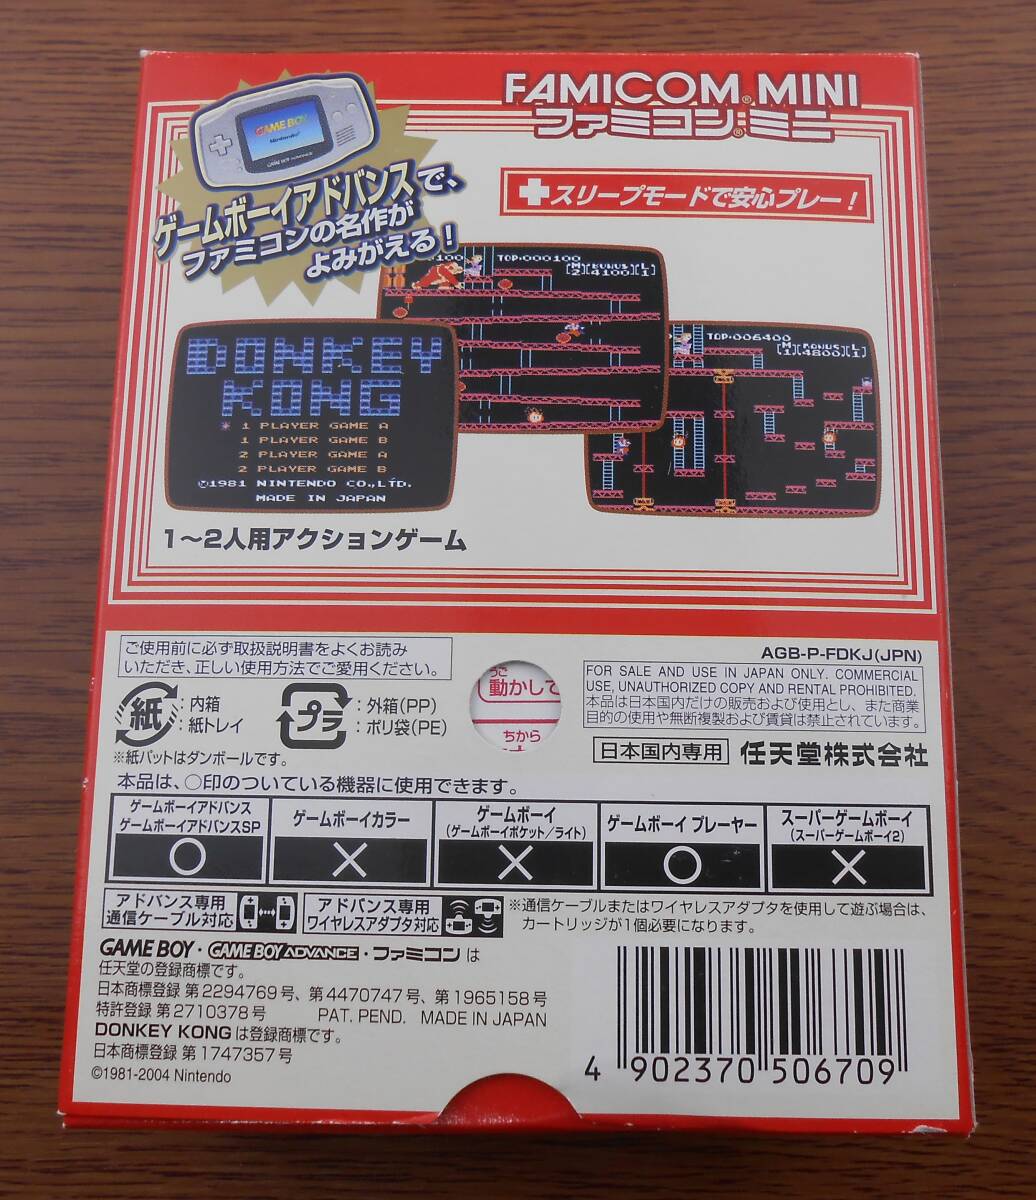 FAMICOM MINI
ファミコン®ミニ
GAME BOY
Nintendo
ゲームボーイアドバンスで、
ファミコンの名作が
よみがえる!
スリープモードで安心プレー!
100 TOP-000100
4100
TOP-006400
4800
DONKEY
KONG
1 PLAYER GAME A
1 PLAYER GAME B
2 PLAYER GAME A
2 PLAYER GAME B
©1981 NINTENDO CO.,LTD.
MADE IN JAPAN
1〜2人用アクションゲーム
ご使用前に必ず取扱説明書をよくお読み
いただき、正しい使用方法でご愛用ください。
紙
:内箱
:紙トレイ
プラ
:外箱(PP)
:ポリ袋(PE)
※紙パットはダンボールです。
うご
動かして
ちから
AGB-P-FDKJ(JPN)
FOR SALE AND USE IN JAPAN ONLY. COMMERCIAL
USE, UNAUTHORIZED COPY AND RENTAL PROHIBITED.
本品は日本国内だけの販売および使用とし、また商業
目的の使用や無断複製および賃貸は禁止されています。
日本国内専用 任天堂株式会社
本品は、○印のついている機器に使用できます。
ゲームボーイアドバンス
ゲームボーイアドバンスSP
○
ゲームボーイカラー
×
ゲームボーイ
(ゲームボーイポケット/ライト)
×
ゲームボーイ プレーヤー
○
スーパーゲームボーイ
(スーパーゲームボーイ2)
×
アドバンス専用
通信ケーブル対応
アドバンス専用
ワイヤレスアダプタ対応
※通信ケーブルまたはワイヤレスアダプタを使用して遊ぶ場合は、
カートリッジが1個必要になります。
GAME BOY・GAME BOY ADVANCE・ファミコン は
任天堂の登録商標です。
日本商標登録 第2294769号、第4470747号、第1965158号
特許登録 第2710378号 PAT. PEND. MADE IN JAPAN
DONKEY KONGは登録商標です。
日本商標登録 第1747357号
©1981-2004 Nintendo
4 902370 506709